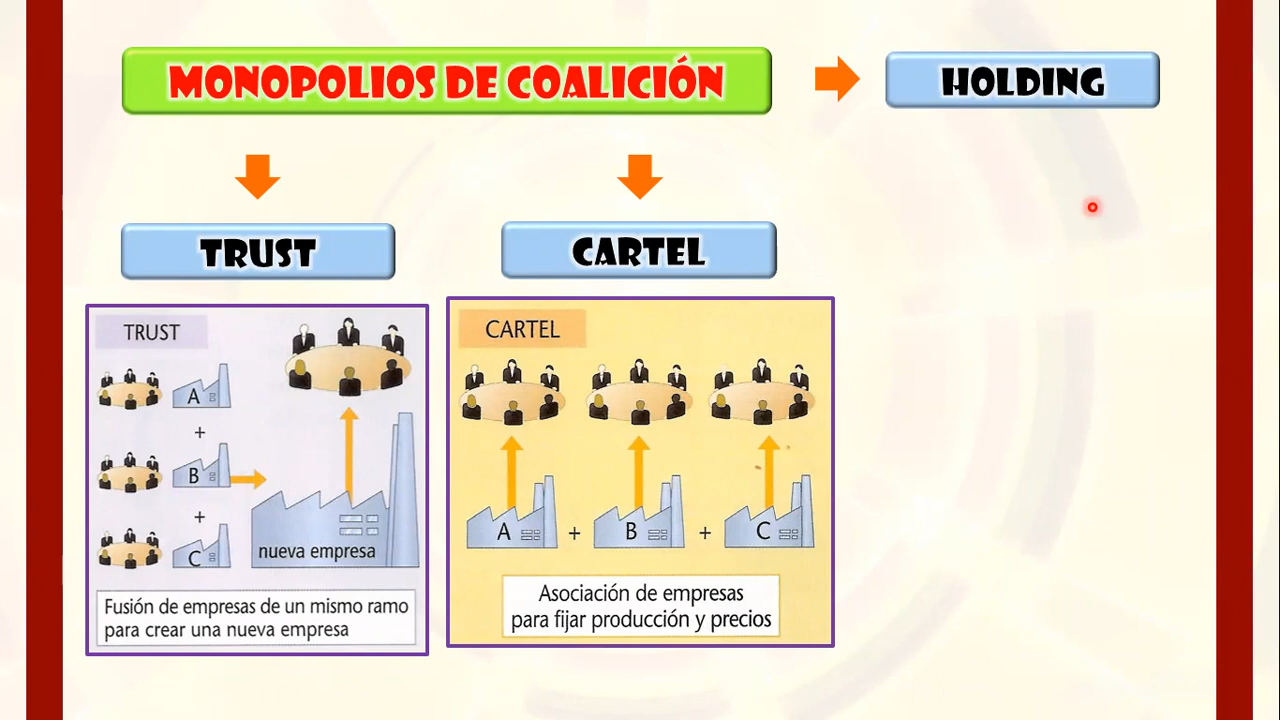 MONOPOLIOS DE COALICIÓN
HOLDING
TRUST
CARTEL
TRUST
A
+
B
+
C
nueva empresa
Fusión de empresas de un mismo ramo
para crear una nueva empresa
CARTEL
A + B + C
Asociación de empresas
para fijar producción y precios